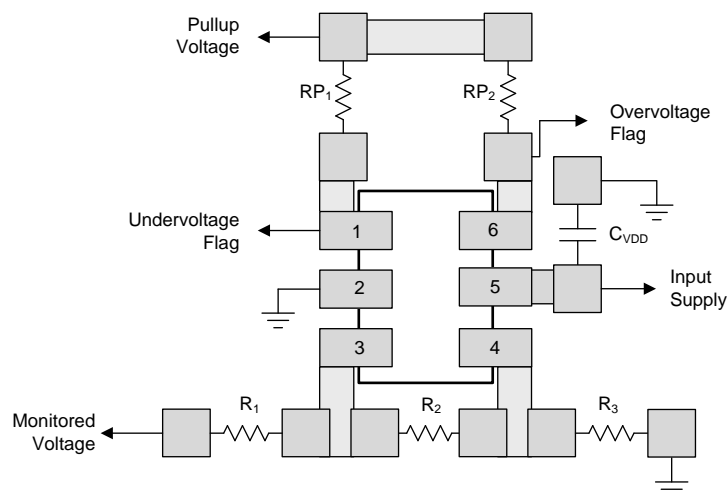 Pullup
Voltage
RP₁
RP₂
Overvoltage
Flag
Undervoltage
Flag
1
6
C_VDD
2
5
Input
Supply
3
4
Monitored
Voltage
R₁
R₂
R₃